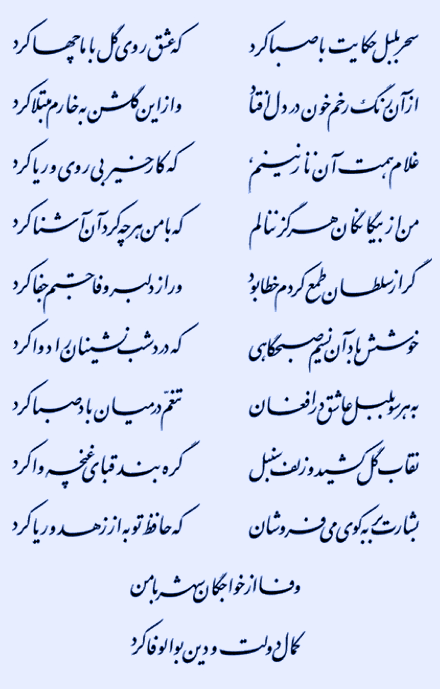 سحر بلبل حکایت با صبا کرد که عشق روی گل با ما چه‌ها کرد
از آن رنگ رخم خون در دل افتاد و از این گلشن به خارم مبتلا کرد
غلام همت آن نازنینم که کار خیر بی روی و ریا کرد
من از بیگانگان هرگز ننالم که با من هر چه کرد آن آشنا کرد
گر از سلطان طمع کردم خطا بود ور از دلبر وفا جستم جفا کرد
خوشش باد آن نسیم صبحگاهی که درد شب نشینان را دوا کرد
به هر سو بلبل عاشق در افغان تنعم در میان باد صبا کرد
نقاب گل کشید و زلف سنبل گره بند قبای غنچه وا کرد
بشارت بر به کوی می فروشان که حافظ توبه از زهد و ریا کرد
وفا از خواجگان شهر با من
کمال دولت و دین بوالوفا کرد